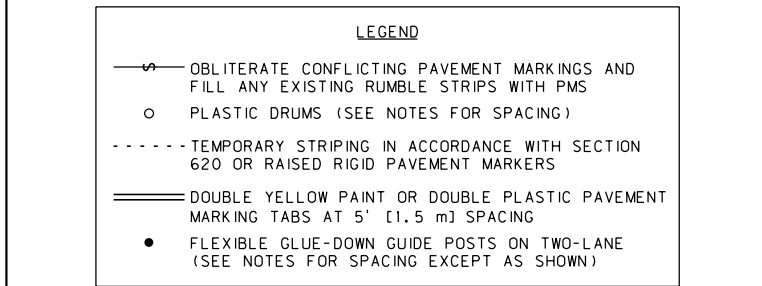 LEGEND
OBLITERATE CONFLICTING PAVEMENT MARKINGS AND
FILL ANY EXISTING RUMBLE STRIPS WITH PMS
PLASTIC DRUMS (SEE NOTES FOR SPACING)
TEMPORARY STRIPING IN ACCORDANCE WITH SECTION
620 OR RAISED RIGID PAVEMENT MARKERS
DOUBLE YELLOW PAINT OR DOUBLE PLASTIC PAVEMENT
MARKING TABS AT 5' [1.5 m] SPACING
FLEXIBLE GLUE-DOWN GUIDE POSTS ON TWO-LANE
(SEE NOTES FOR SPACING EXCEPT AS SHOWN)